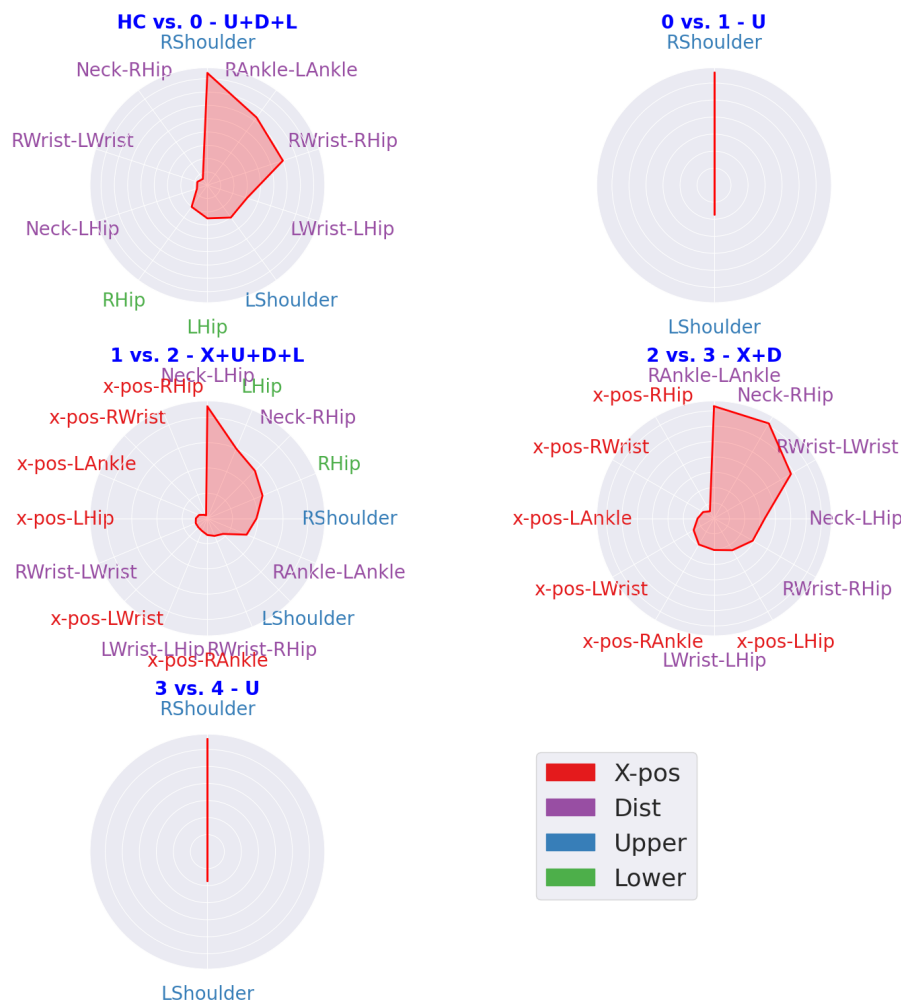 HC vs. 0 - U+D+L
RShoulder
Neck-RHip
RAnkle-LAnkle
RWrist-LWrist
RWrist-RHip
Neck-LHip
LWrist-LHip
RHip
LShoulder
LHip
0 vs. 1 - U
RShoulder
LShoulder
1 vs. 2 - X+U+D+L
Neck-LHip
x-pos-RHip
LHip
x-pos-RWrist
Neck-RHip
x-pos-LAnkle
RHip
x-pos-LHip
RShoulder
RWrist-LWrist
RAnkle-LAnkle
x-pos-LWrist
LShoulder
LWrist-LHip
RWrist-RHip
x-pos-RAnkle
2 vs. 3 - X+D
RAnkle-LAnkle
x-pos-RHip
Neck-RHip
x-pos-RWrist
RWrist-LWrist
x-pos-LAnkle
Neck-LHip
x-pos-LWrist
RWrist-RHip
x-pos-RAnkle
x-pos-LHip
LWrist-LHip
3 vs. 4 - U
RShoulder
LShoulder
X-pos
Dist
Upper
Lower